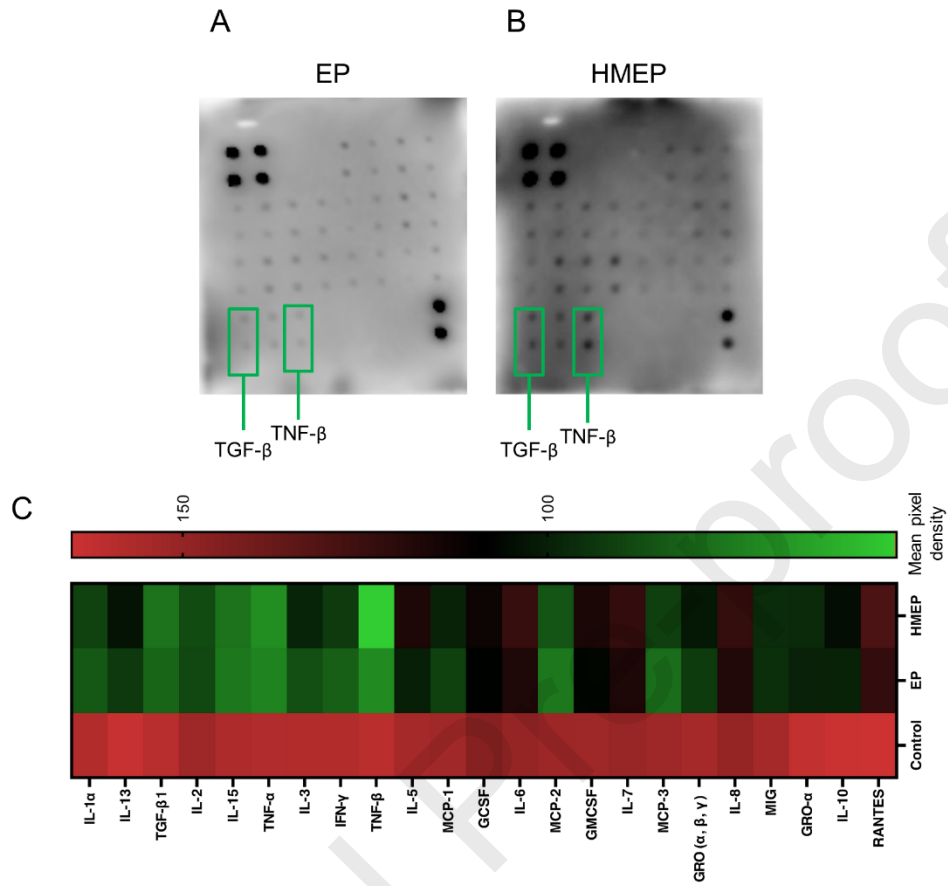 A
B
EP
HMEP
TGF-β
TNF-β
TGF-β
TNF-β
C
150
100
Mean pixel
density
HMEP
EP
Control
IL-1α
IL-13
TGF-β1
IL-2
IL-15
TNF-α
IL-3
IFN-γ
TNF-β
IL-5
MCP-1
GCSF
IL-6
MCP-2
GMCSF
IL-7
MCP-3
GRO (α, β, γ)
IL-8
MIG
GRO-α
IL-10
RANTES
Pre-proof